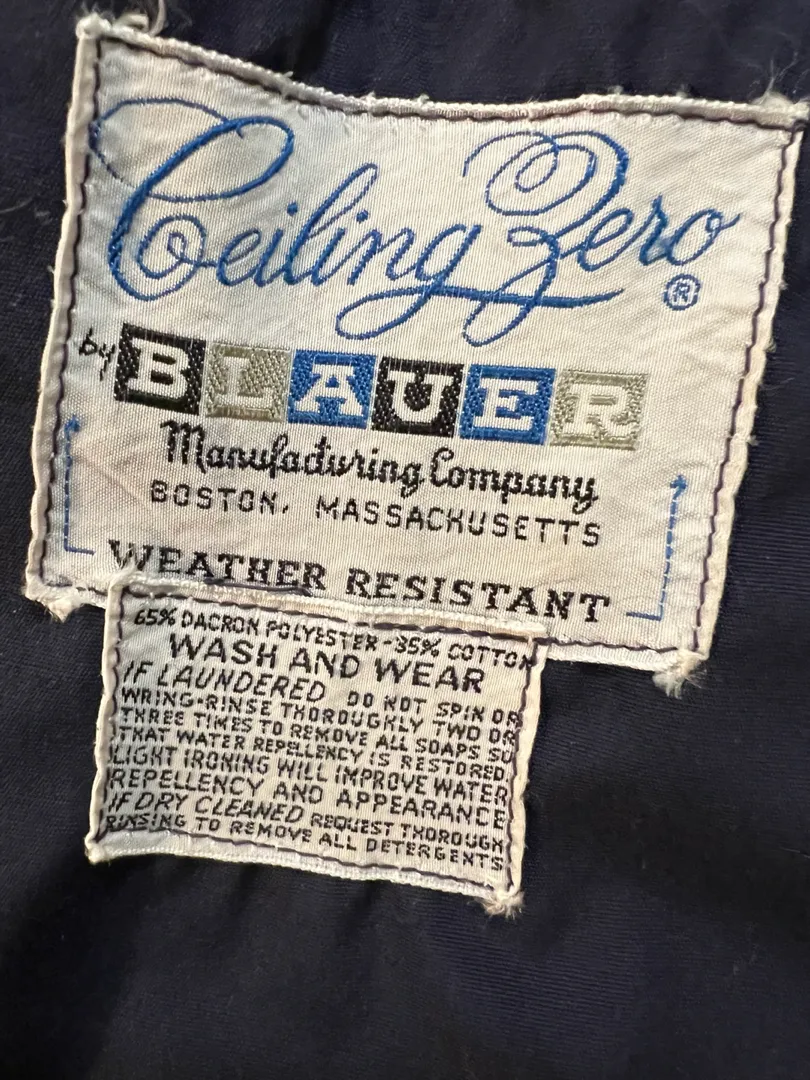 Ceiling Zero ®
by BLAUER
Manufacturing Company
BOSTON, MASSACHUSETTS
WEATHER RESISTANT
65% DACRON POLYESTER-35% COTTON
WASH AND WEAR
IF LAUNDERED DO NOT SPIN OR
WRING-RINSE THOROUGHLY TWO OR
THREE TIMES TO REMOVE ALL SOAPS SO
THAT WATER REPELLENCY IS RESTORED.
LIGHT IRONING WILL IMPROVE WATER
REPELLENCY AND APPEARANCE
IF DRY CLEANED REQUEST THOROUGH
RINSING TO REMOVE ALL DETERGENTS